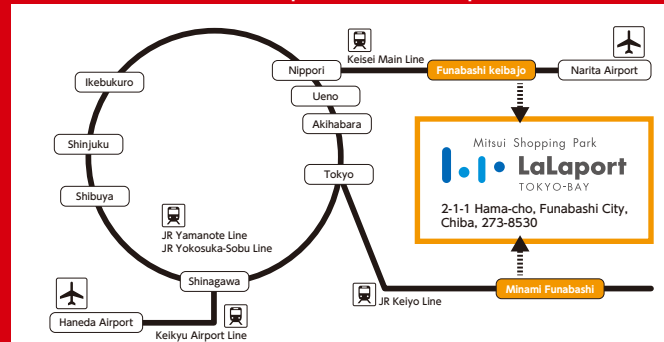 Keisei Main Line
Nippori
Funabashi keibajo
Narita Airport
Ikebukuro
Ueno
Akihabara
Shinjuku
Tokyo
Shibuya
Mitsui Shopping Park
LaLaport
TOKYO-BAY
2-1-1 Hama-cho, Funabashi City,
Chiba, 273-8530
JR Yamanote Line
JR Yokosuka-Sobu Line
Shinagawa
JR Keiyo Line
Minami Funabashi
Haneda Airport
Keikyu Airport Line